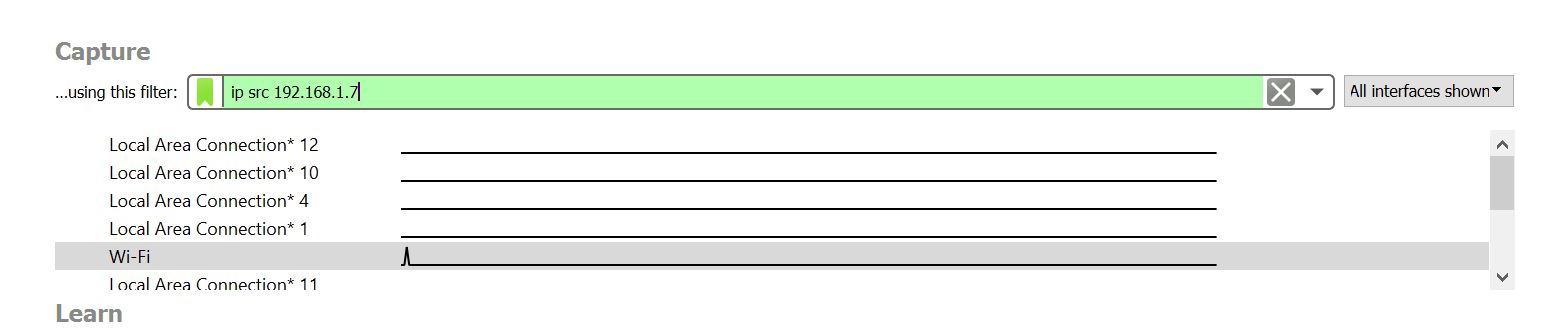 Capture
...using this filter: ip src 192.168.1.7 All interfaces shown
Local Area Connection* 12
Local Area Connection* 10
Local Area Connection* 4
Local Area Connection* 1
Wi-Fi
Local Area Connection* 11
Learn